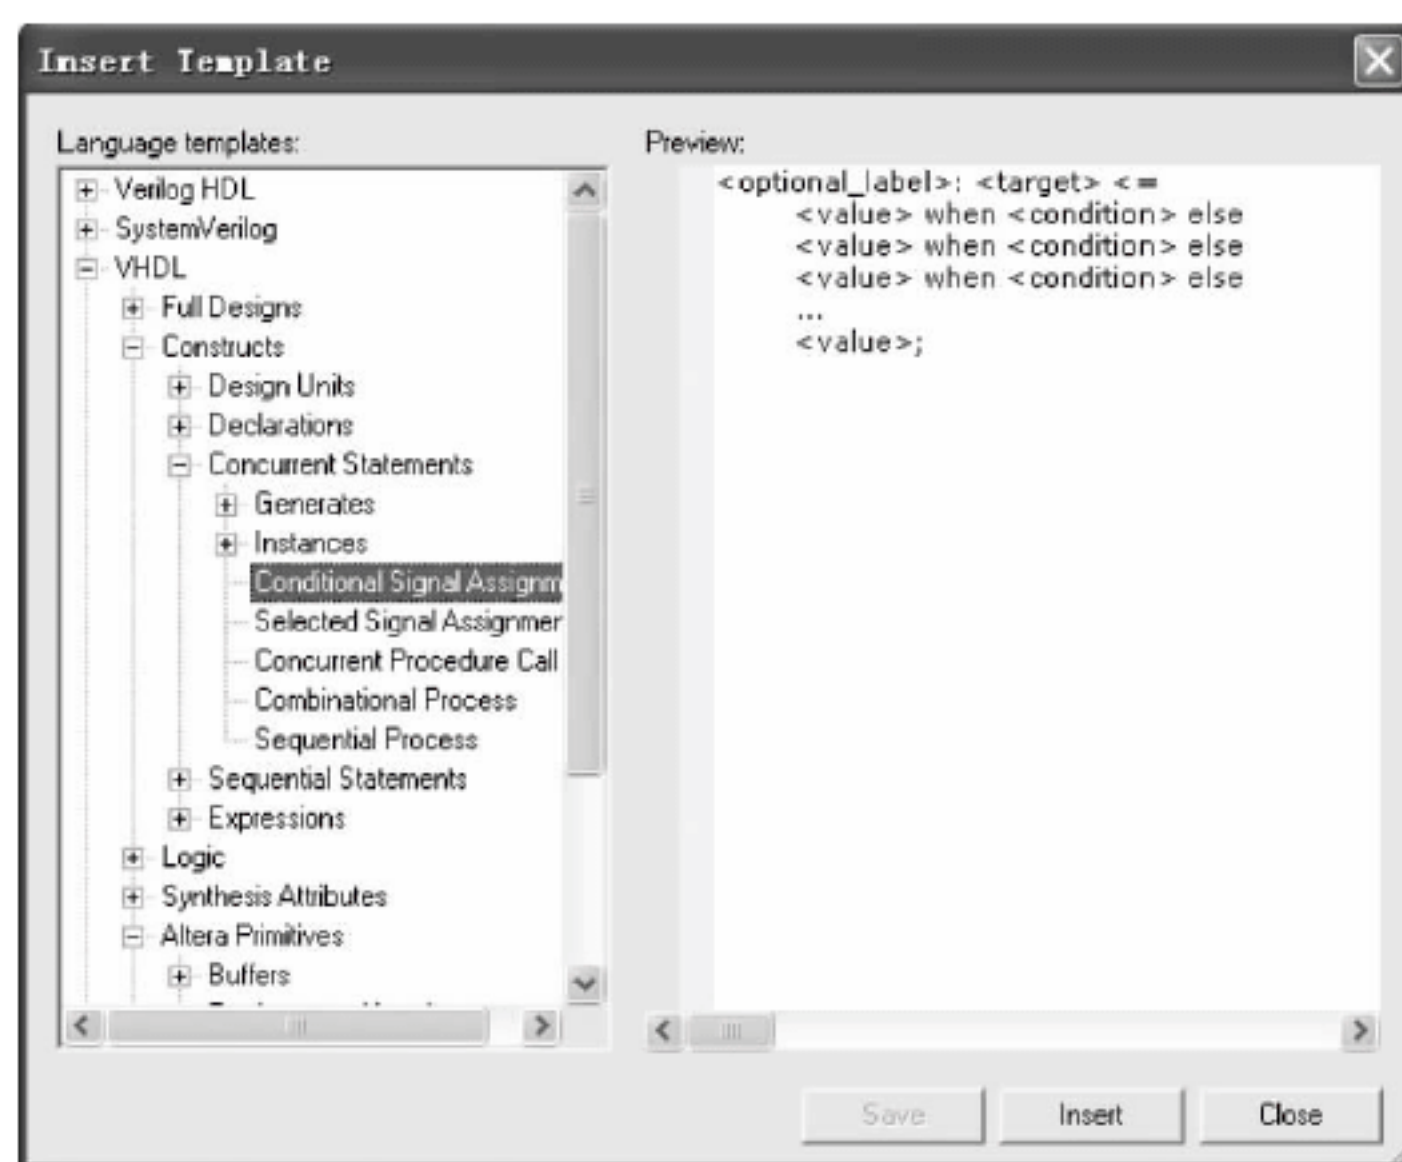 Insert Template
Language templates:
Verilog HDL
SystemVerilog
VHDL
Full Designs
Constructs
Design Units
Declarations
Concurrent Statements
Generates
Instances
Conditional Signal Assignm
Selected Signal Assignmer
Concurrent Procedure Call
Combinational Process
Sequential Process
Sequential Statements
Expressions
Logic
Synthesis Attributes
Altera Primitives
Buffers
Preview:
<optional_label>: <target> <=
<value> when <condition> else
<value> when <condition> else
<value> when <condition> else
...
<value>;
Save
Insert
Close